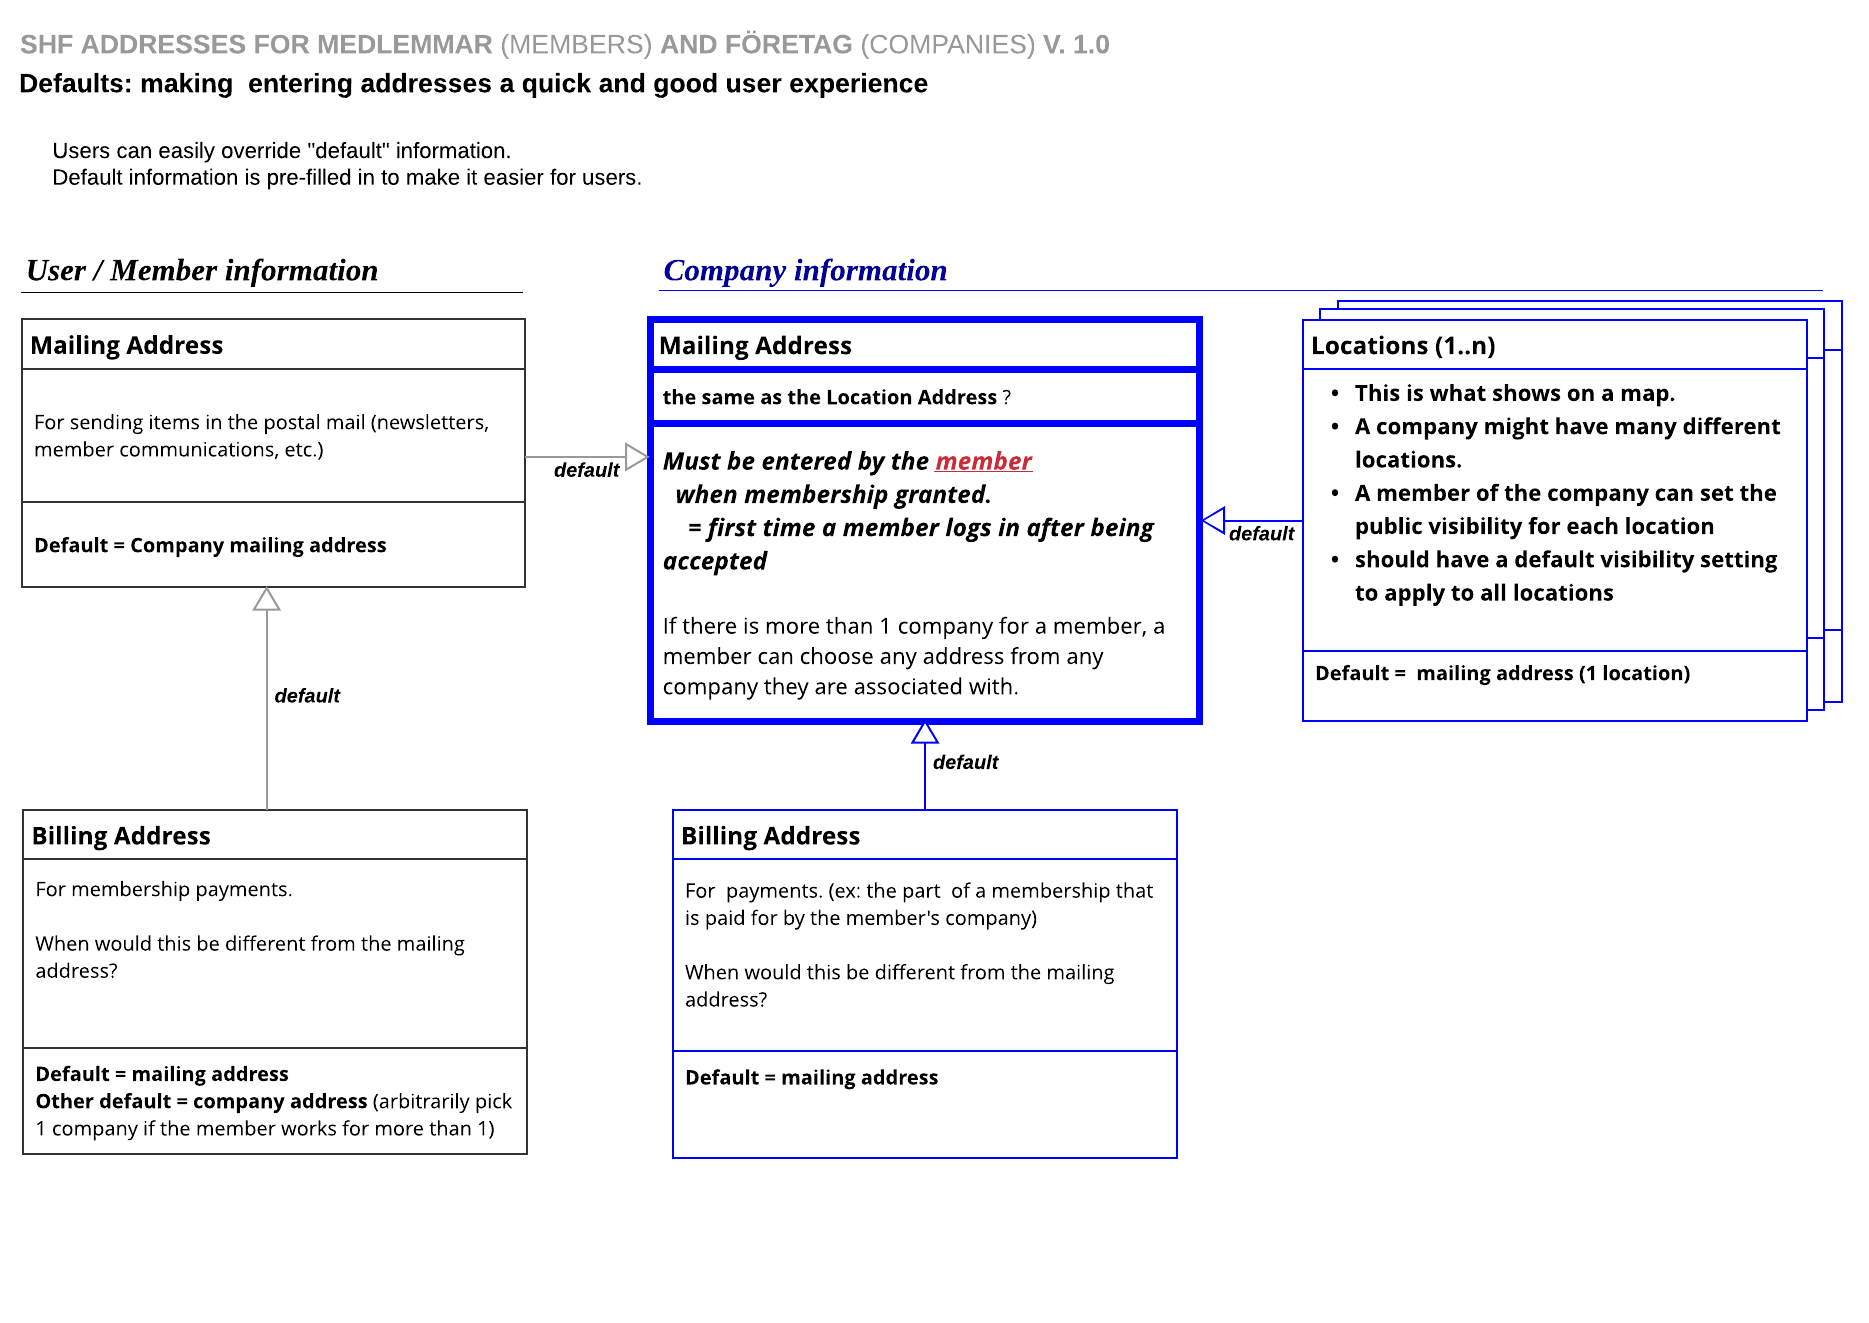 SHF ADDRESSES FOR MEDLEMMAR (MEMBERS) AND FÖRETAG (COMPANIES) V. 1.0
Defaults: making  entering addresses a quick and good user experience
Users can easily override "default" information.
Default information is pre-filled in to make it easier for users.
User / Member information
Mailing Address
For sending items in the postal mail (newsletters,
member communications, etc.)
Default = Company mailing address
default
default
Billing Address
For membership payments.
When would this be different from the mailing
address?
Default = mailing address
Other default = company address (arbitrarily pick
1 company if the member works for more than 1)
Company information
Mailing Address
the same as the Location Address ?
Must be entered by the member
when membership granted.
= first time a member logs in after being
accepted
If there is more than 1 company for a member, a
member can choose any address from any
company they are associated with.
default
Billing Address
For  payments. (ex: the part  of a membership that
is paid for by the member's company)
When would this be different from the mailing
address?
Default = mailing address
default
Locations (1..n)
• This is what shows on a map.
• A company might have many different
locations.
• A member of the company can set the
public visibility for each location
• should have a default visibility setting
to apply to all locations
Default =  mailing address (1 location)